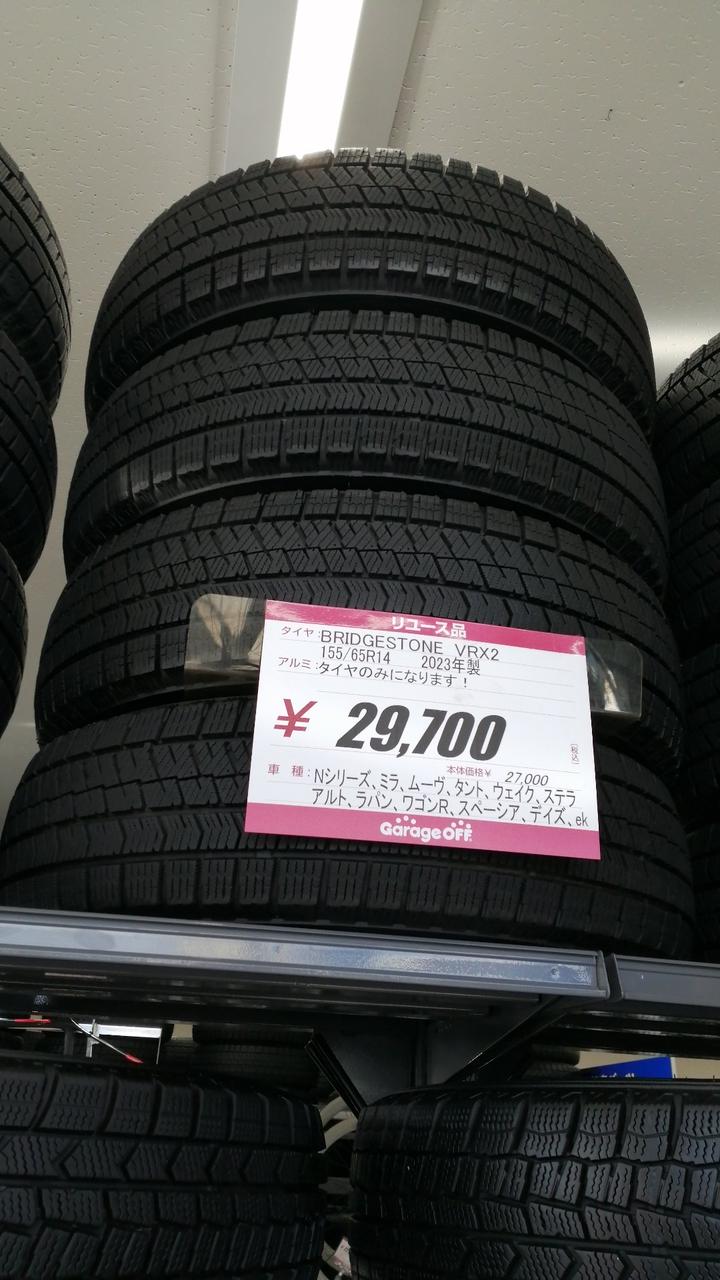 リユース品
タイヤ:BRIDGESTONE VRX2
155/65R14 2023年製
アルミ:タイヤのみになります!
¥ 29,700 (税込)
本体価格¥ 27,000
車 種:Nシリーズ、ミラ、ムーヴ、タント、ウェイク、ステラ
アルト、ラパン、ワゴンR、スペーシア、デイズ、ek
Garage OFF